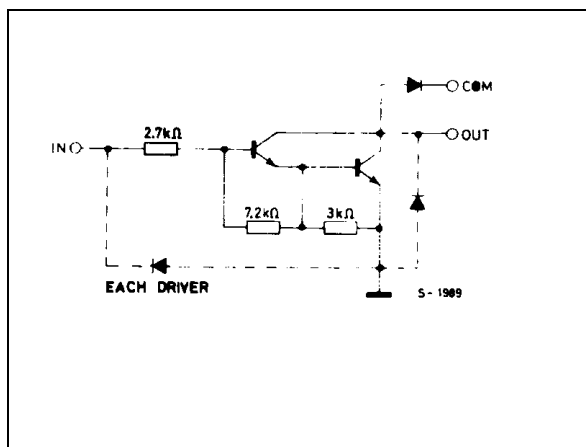 COM
2.7kΩ
IN
OUT
7.2kΩ
3kΩ
EACH DRIVER
S-1989